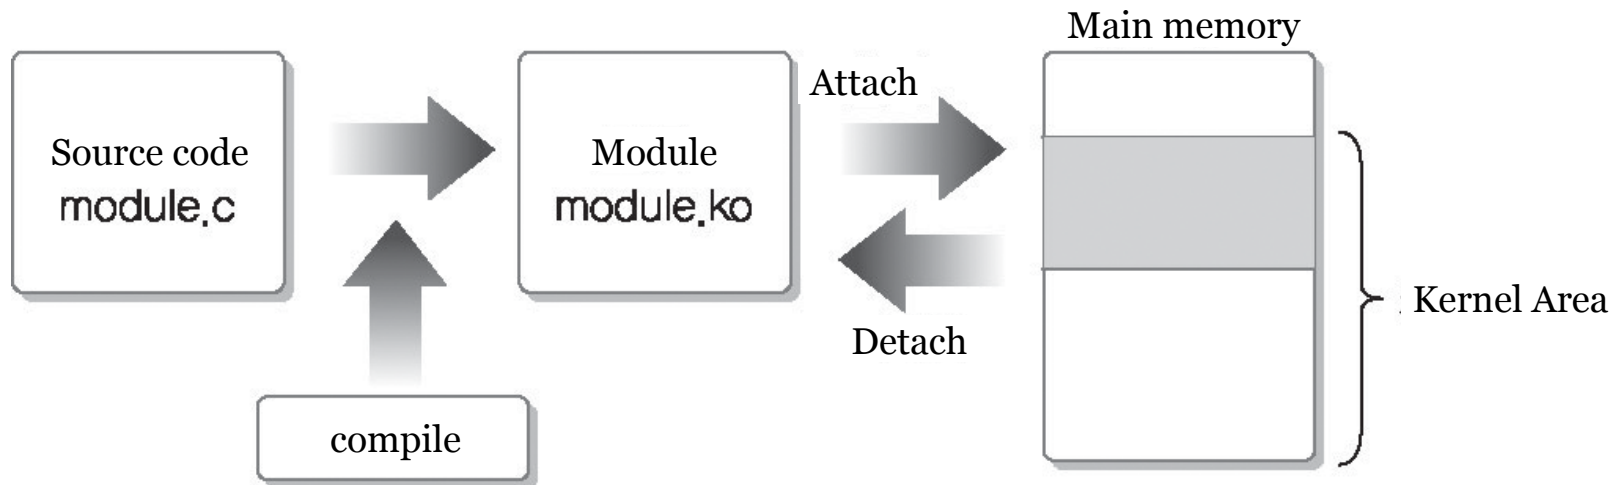 Main memory
Attach
Source code
module.c
Module
module.ko
Kernel Area
Detach
compile